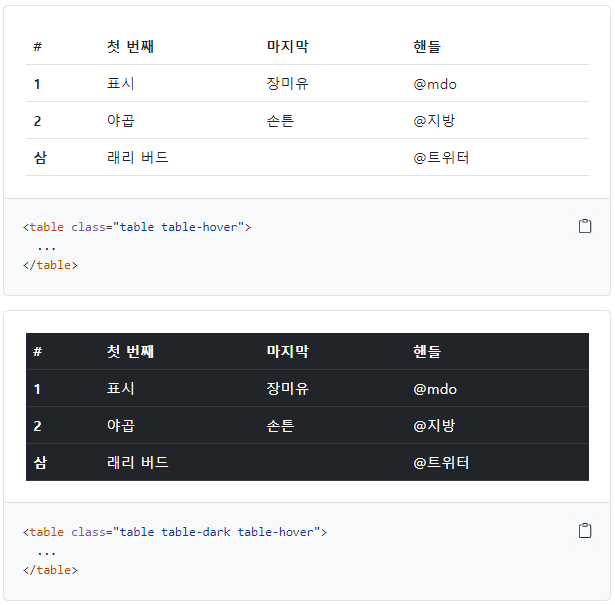 # 첫 번째 마지막 핸들
1 표시 장미유 @mdo
2 야곱 손튼 @지방
삼 래리 버드 @트위터
<table class="table table-hover">
...
</table>
# 첫 번째 마지막 핸들
1 표시 장미유 @mdo
2 야곱 손튼 @지방
삼 래리 버드 @트위터
<table class="table table-dark table-hover">
...
</table>